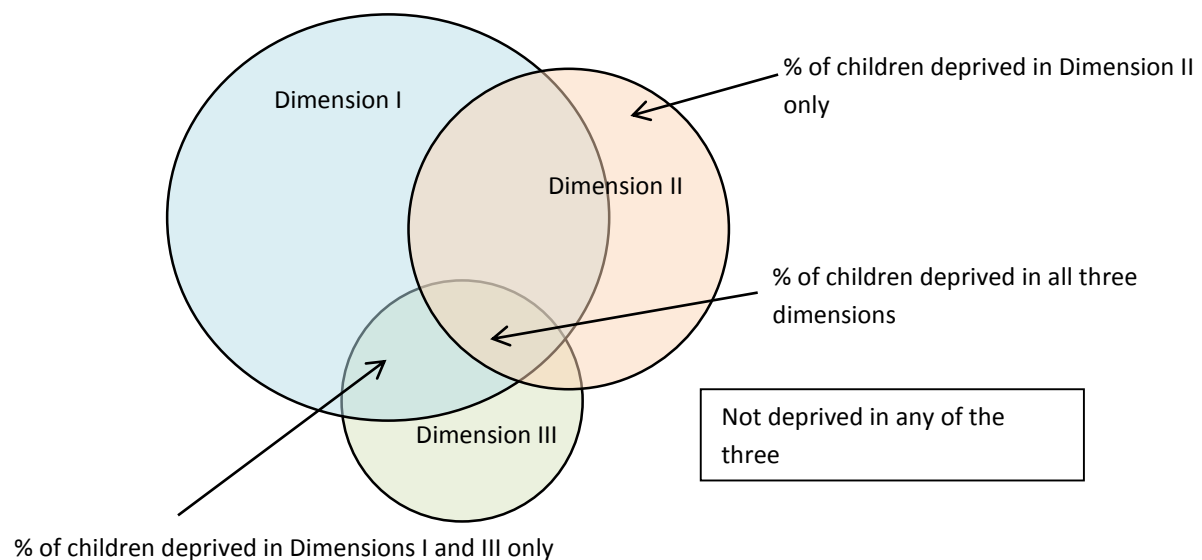 % of children deprived in Dimension II
only
Dimension I
Dimension II
% of children deprived in all three
dimensions
Not deprived in any of the
three
Dimension III
% of children deprived in Dimensions I and III only